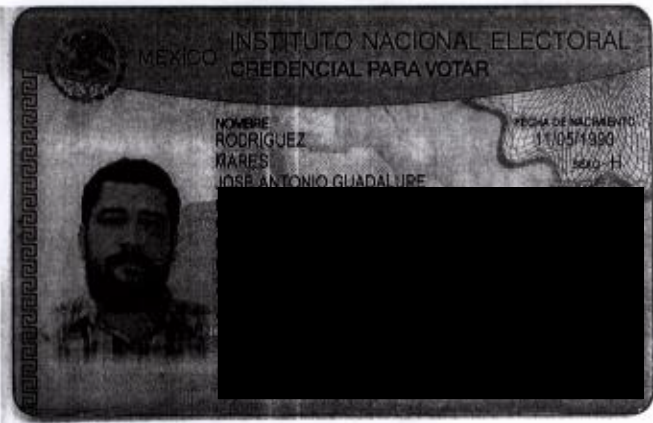 MÉXICO INSTITUTO NACIONAL ELECTORAL
CREDENCIAL PARA VOTAR
NOMBRE
RODRIGUEZ
MARES
JOSE ANTONIO GUADALUPE
FECHA DE NACIMIENTO
11/05/1990
SEXO H